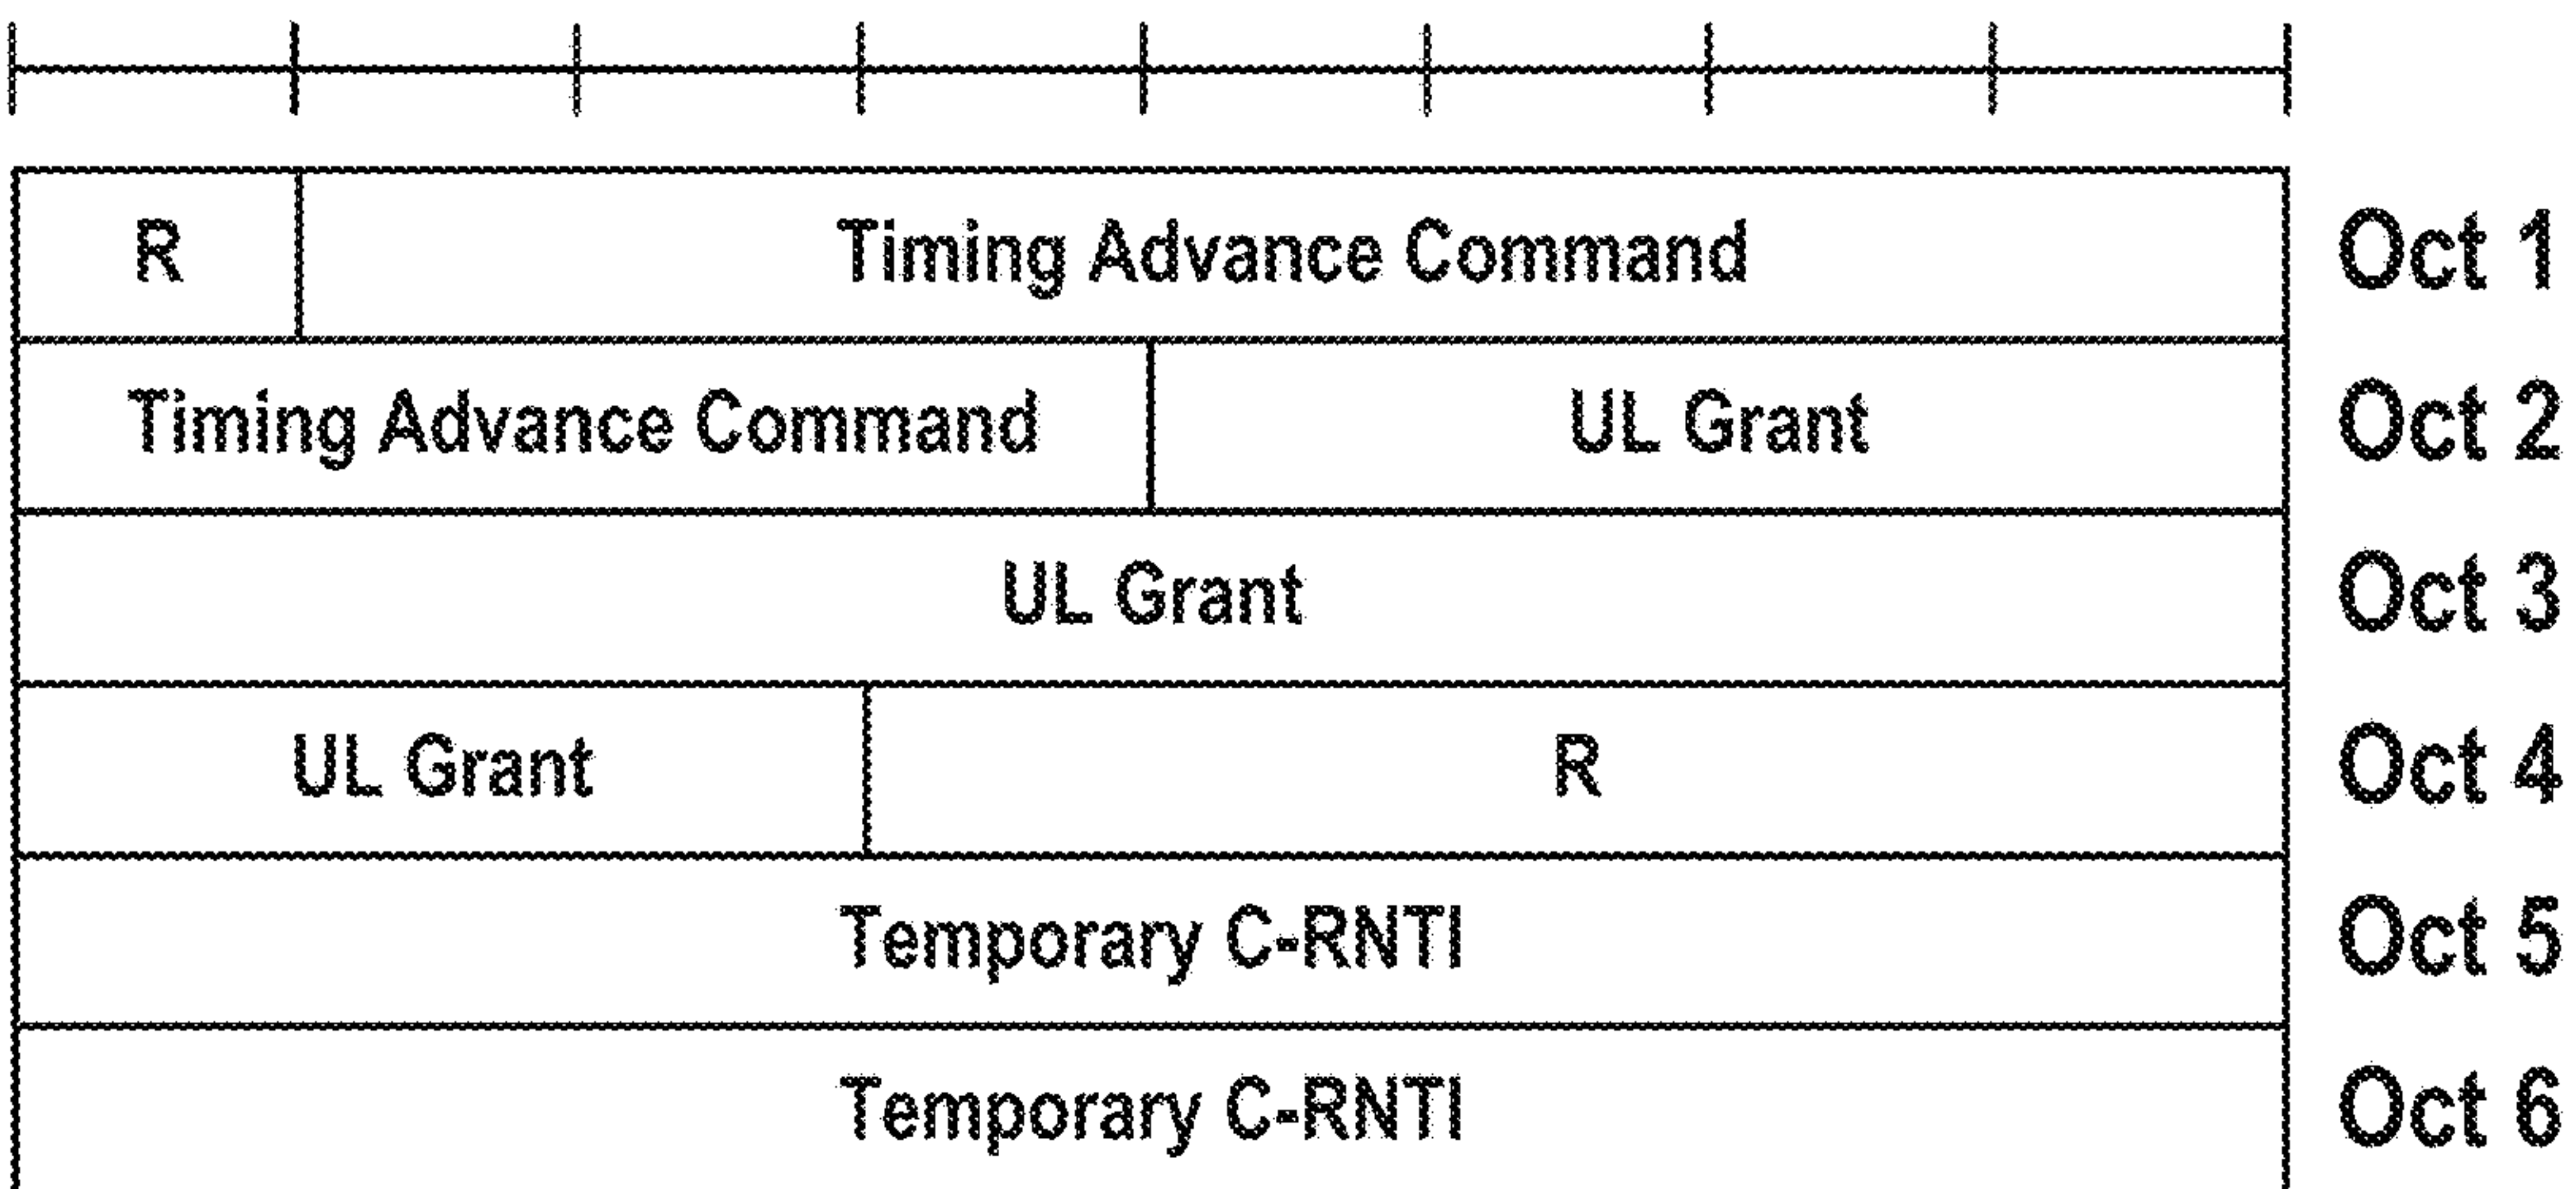 R Timing Advance Command Oct 1
Timing Advance Command UL Grant Oct 2
UL Grant Oct 3
UL Grant R Oct 4
Temporary C-RNTI Oct 5
Temporary C-RNTI Oct 6